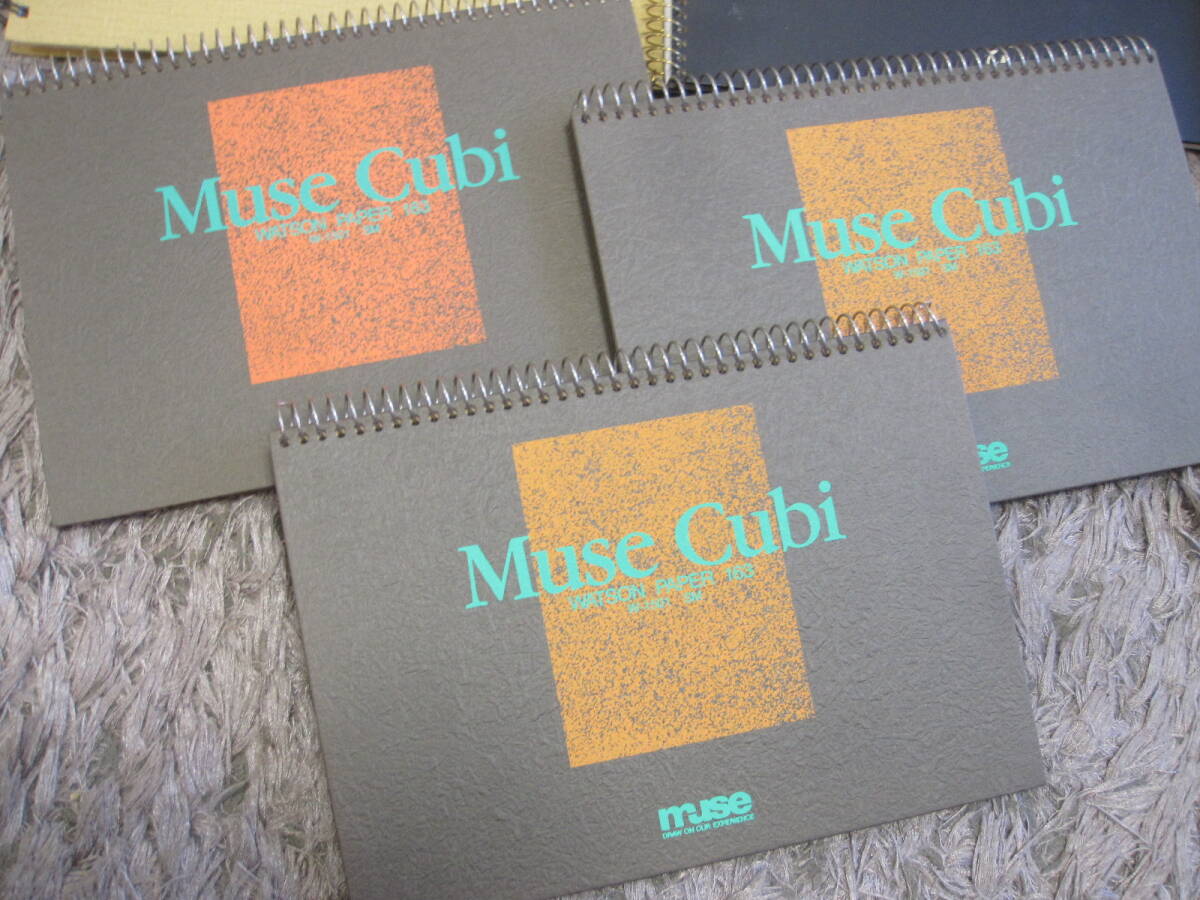 Muse Cubi
WATSON PAPER 163
Muse Cubi
WATSON PAPER 163
se
Muse Cubi
WATSON PAPER 163
muse
DRAW ON OUR EXPERIENCE